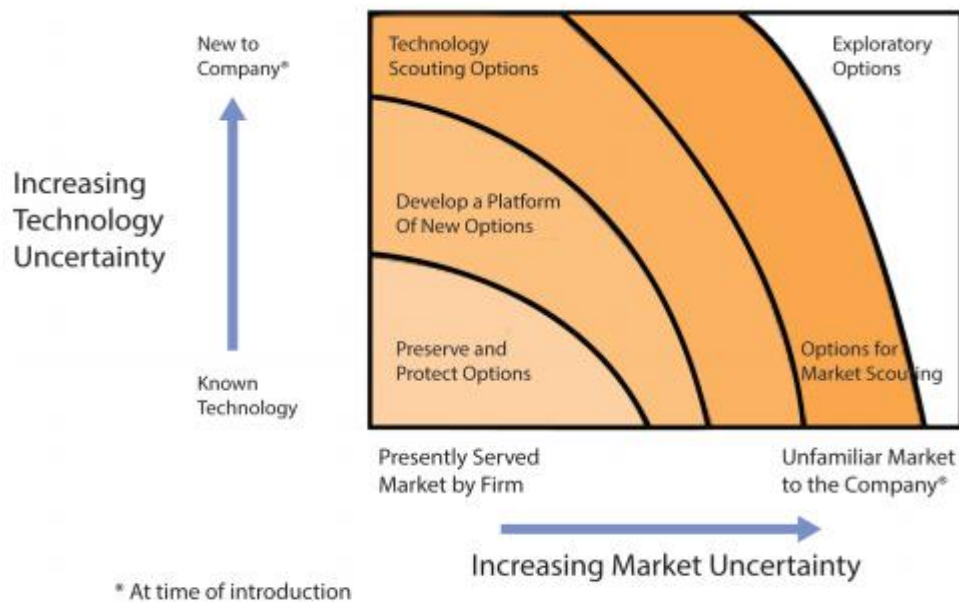 New to
Company®
Technology
Scouting Options
Exploratory
Options
Increasing
Technology
Uncertainty
Develop a Platform
Of New Options
Preserve and
Protect Options
Options for
Market Scouting
Known
Technology
Presently Served
Market by Firm
Unfamiliar Market
to the Company®
Increasing Market Uncertainty
® At time of introduction